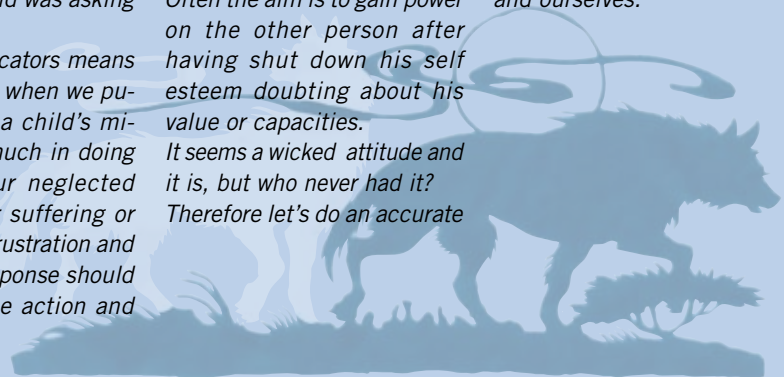 d was asking
cators means
when we pu-
a child's mi-
much in doing
ur neglected
suffering or
rustration and
ponse should
e action and
Often the aim is to gain power
on the other person after
having shut down his self
esteem doubting about his
value or capacities.
It seems a wicked attitude and
it is, but who never had it?
Therefore let's do an accurate
and ourselves.